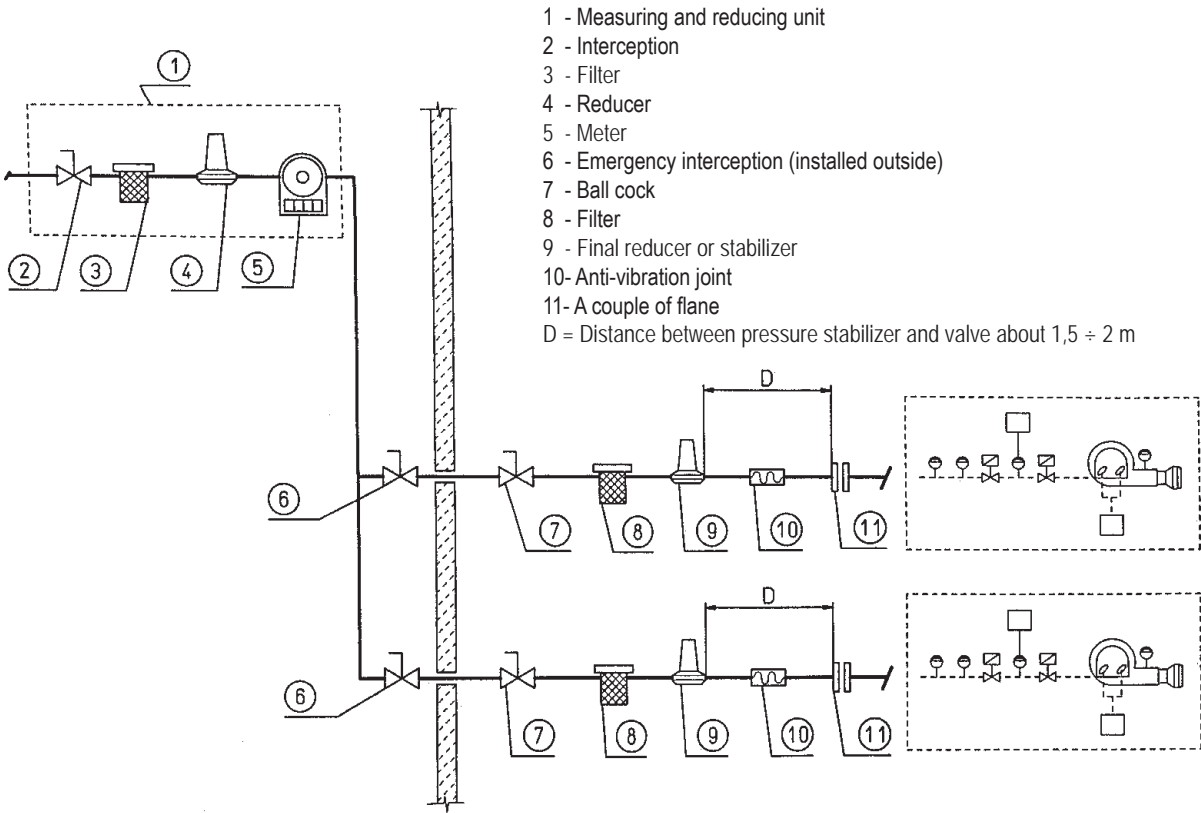 1 - Measuring and reducing unit
2 - Interception
3 - Filter
4 - Reducer
5 - Meter
6 - Emergency interception (installed outside)
7 - Ball cock
8 - Filter
9 - Final reducer or stabilizer
10- Anti-vibration joint
11- A couple of flane
D = Distance between pressure stabilizer and valve about 1,5 ÷ 2 m
1
2 3 4 5
D
6 7 8 9 10 11
D
6 7 8 9 10 11